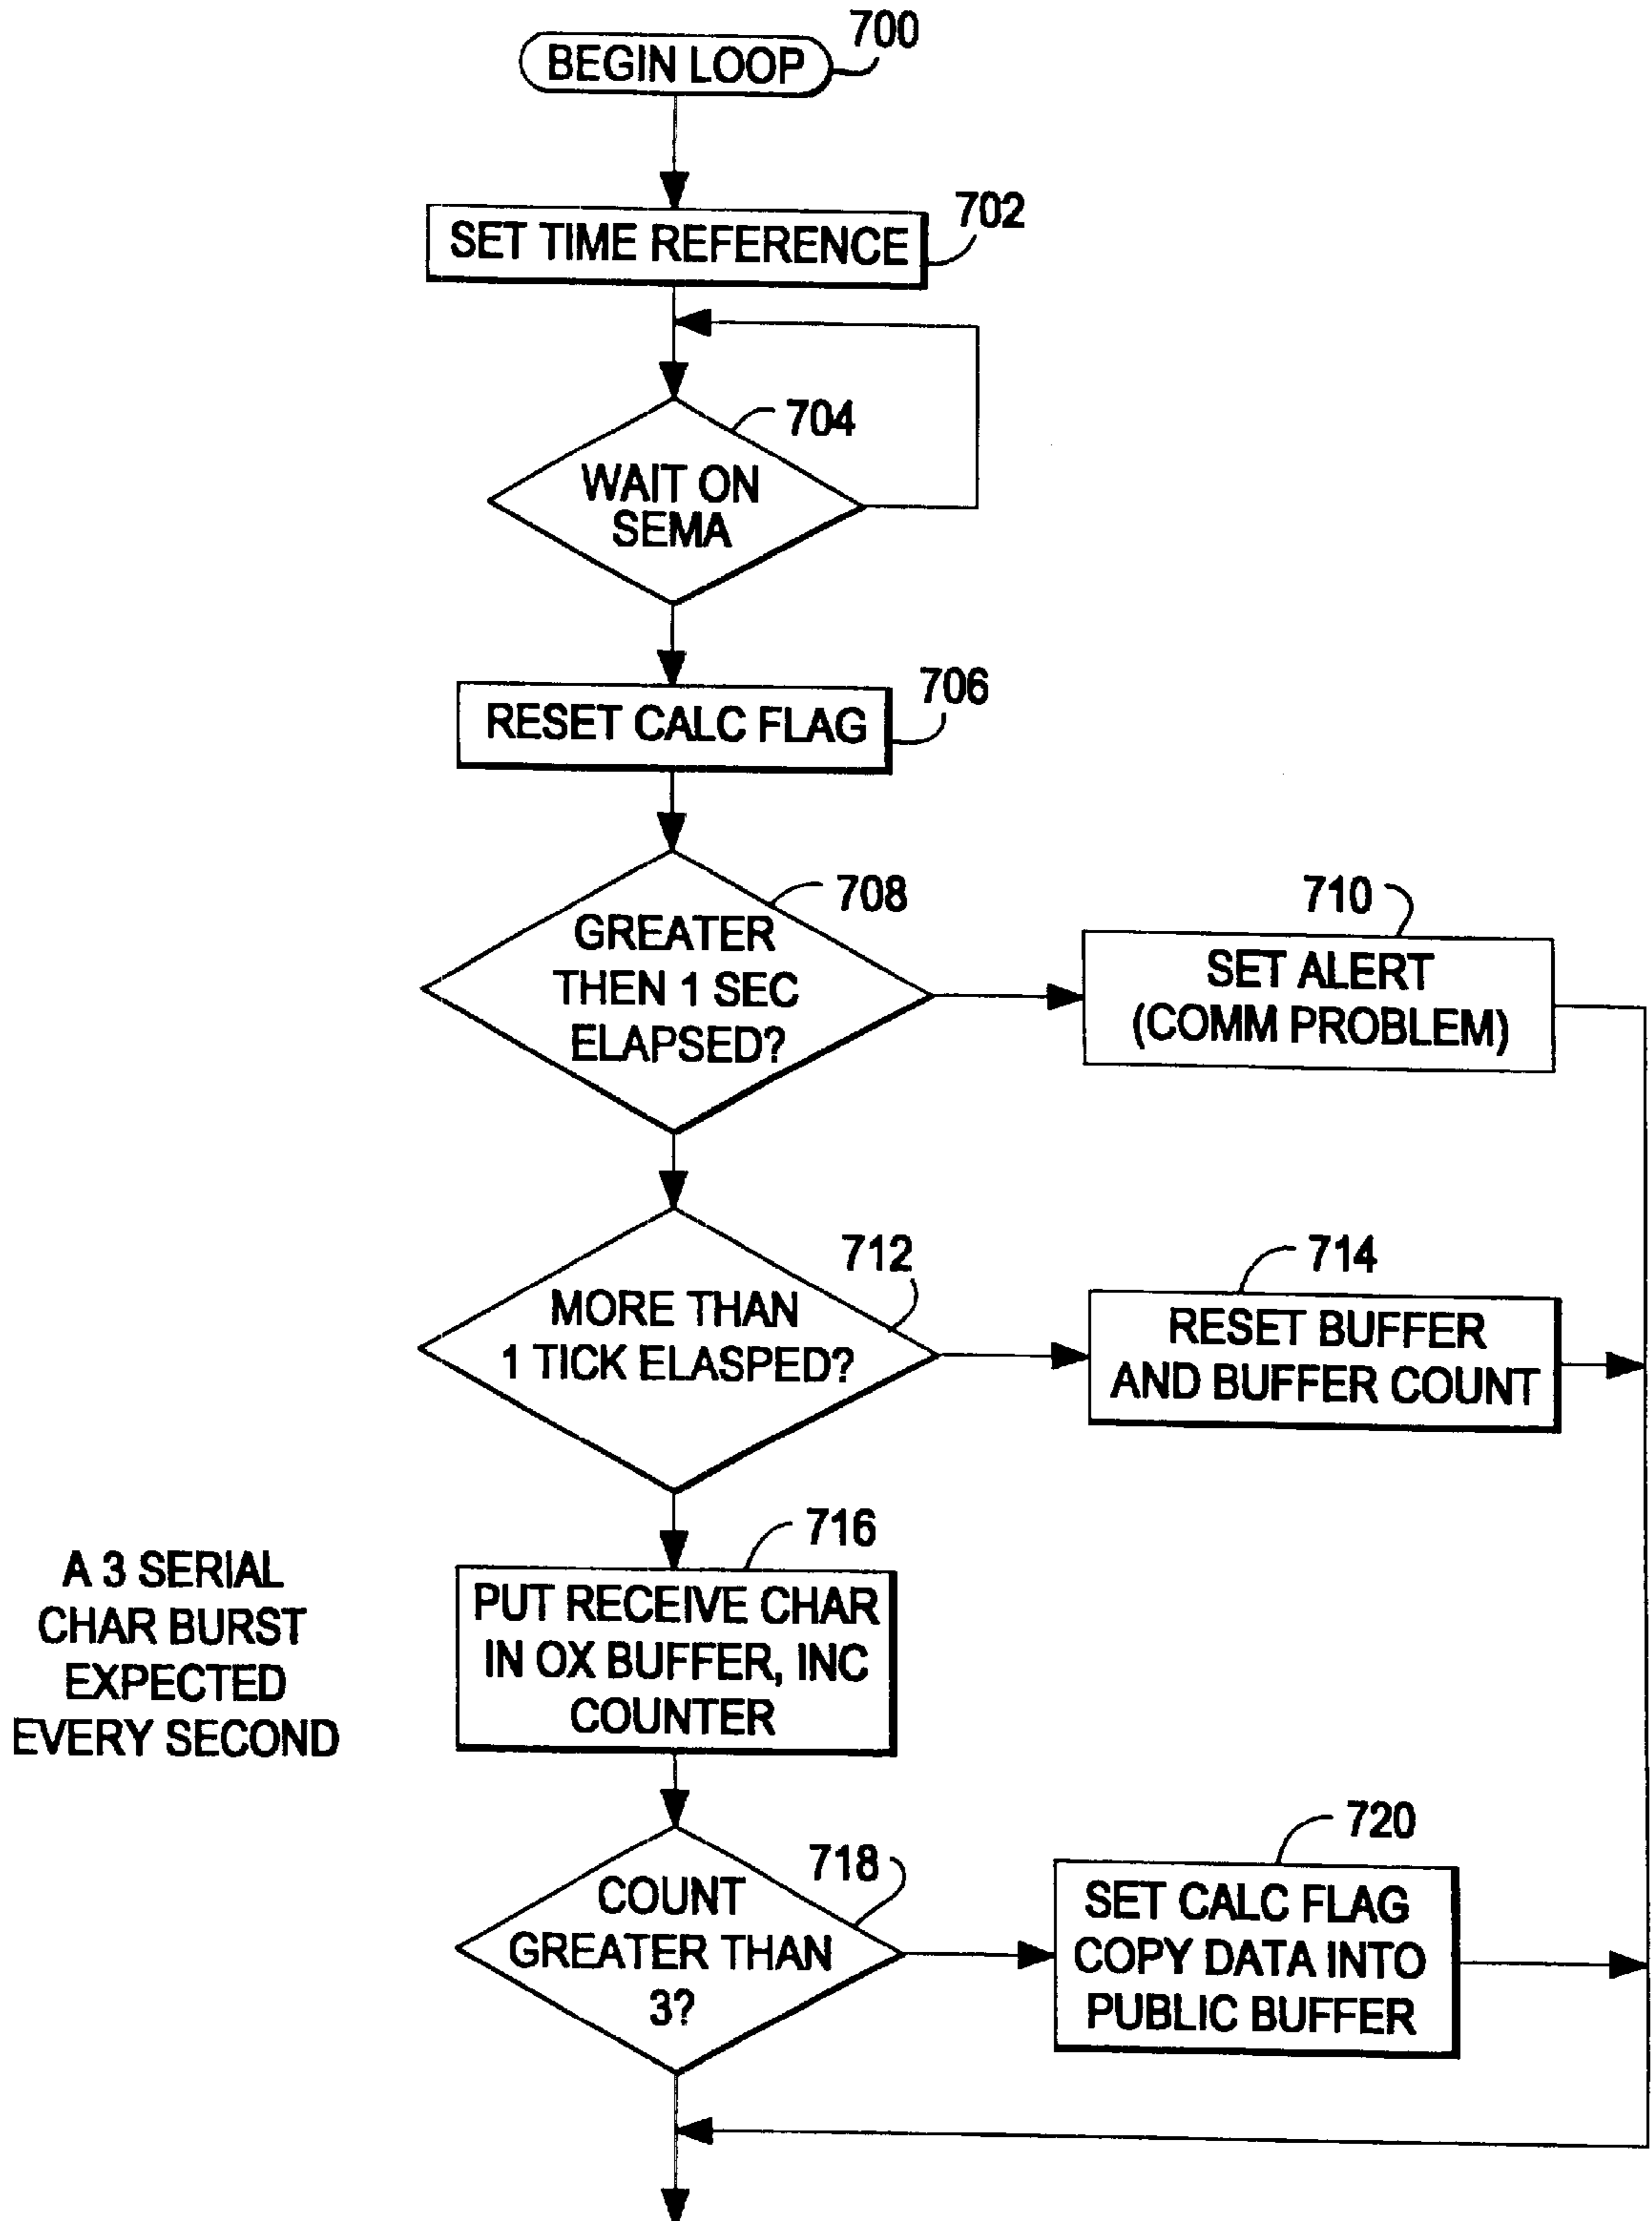 700
BEGIN LOOP
702
SET TIME REFERENCE
704
WAIT ON
SEMA
706
RESET CALC FLAG
708
GREATER
THEN 1 SEC
ELAPSED?
710
SET ALERT
(COMM PROBLEM)
712
MORE THAN
1 TICK ELASPED?
714
RESET BUFFER
AND BUFFER COUNT
A 3 SERIAL
CHAR BURST
EXPECTED
EVERY SECOND
716
PUT RECEIVE CHAR
IN OX BUFFER, INC
COUNTER
718
COUNT
GREATER THAN
3?
720
SET CALC FLAG
COPY DATA INTO
PUBLIC BUFFER